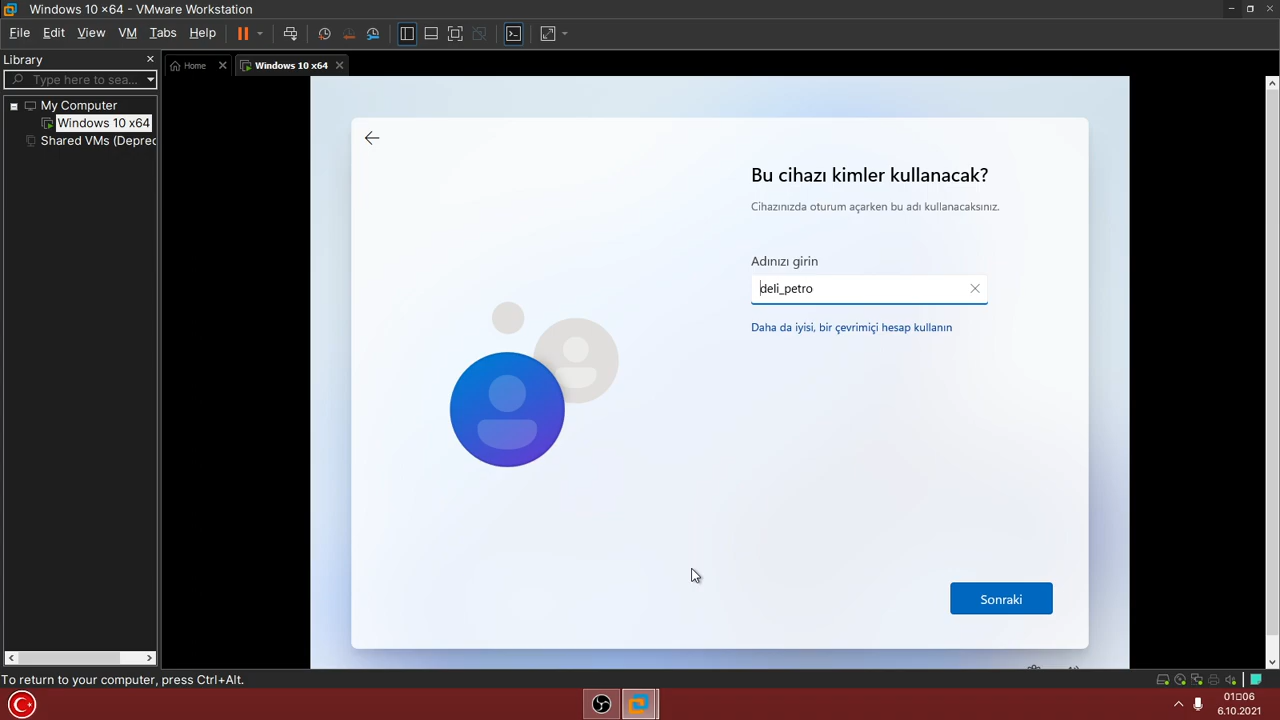 Windows 10 ×64 - VMware Workstation
File Edit View VM Tabs Help
Library
Home
Windows 10 x64
Type here to sea...
My Computer
Windows 10 x64
Shared VMs (Deprec
Bu cihazı kimler kullanacak?
Cihazınızda oturum açarken bu adı kullanacaksınız.
Adınızı girin
deli_petro
Daha da iyisi, bir çevrimiçi hesap kullanın
Sonraki
To return to your computer, press Ctrl+Alt.
01□06
6.10.2021